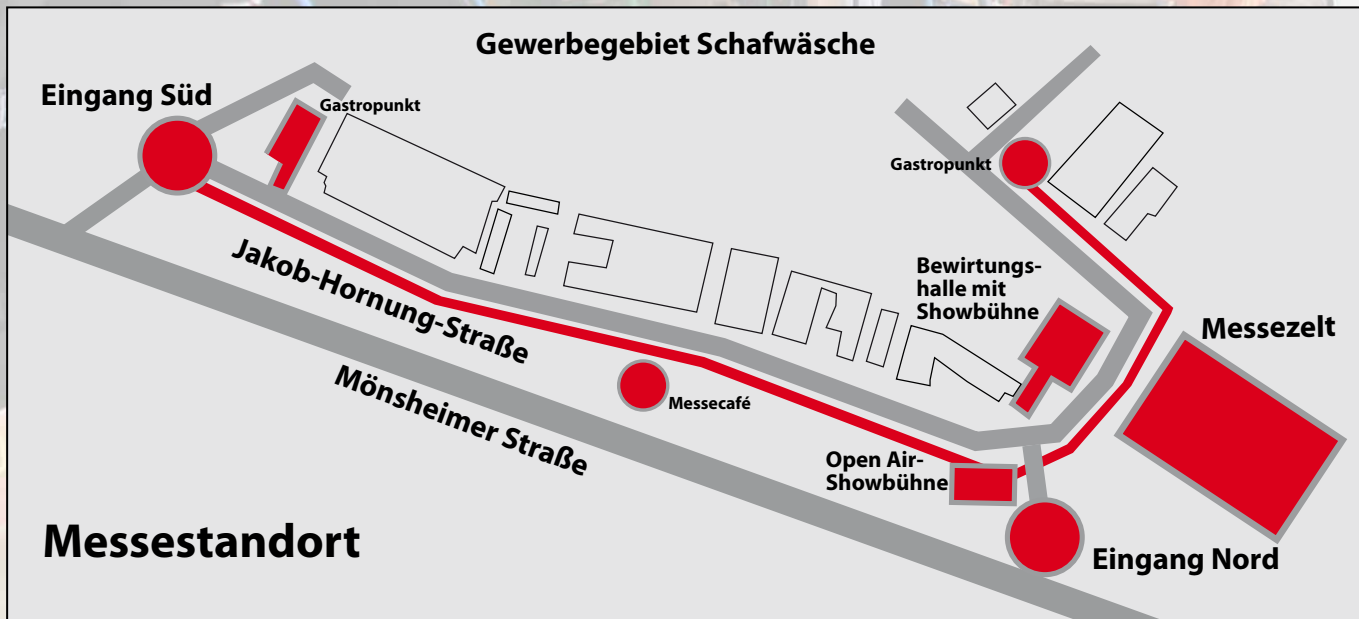 Gewerbegebiet Schafwäsche
Eingang Süd
Gastropunkt
Gastropunkt
Bewirtungs-
halle mit
Showbühne
Messezelt
Jakob-Hornung-Straße
Mönsheimer Straße
Messecafé
Open Air-
Showbühne
Messestandort
Eingang Nord